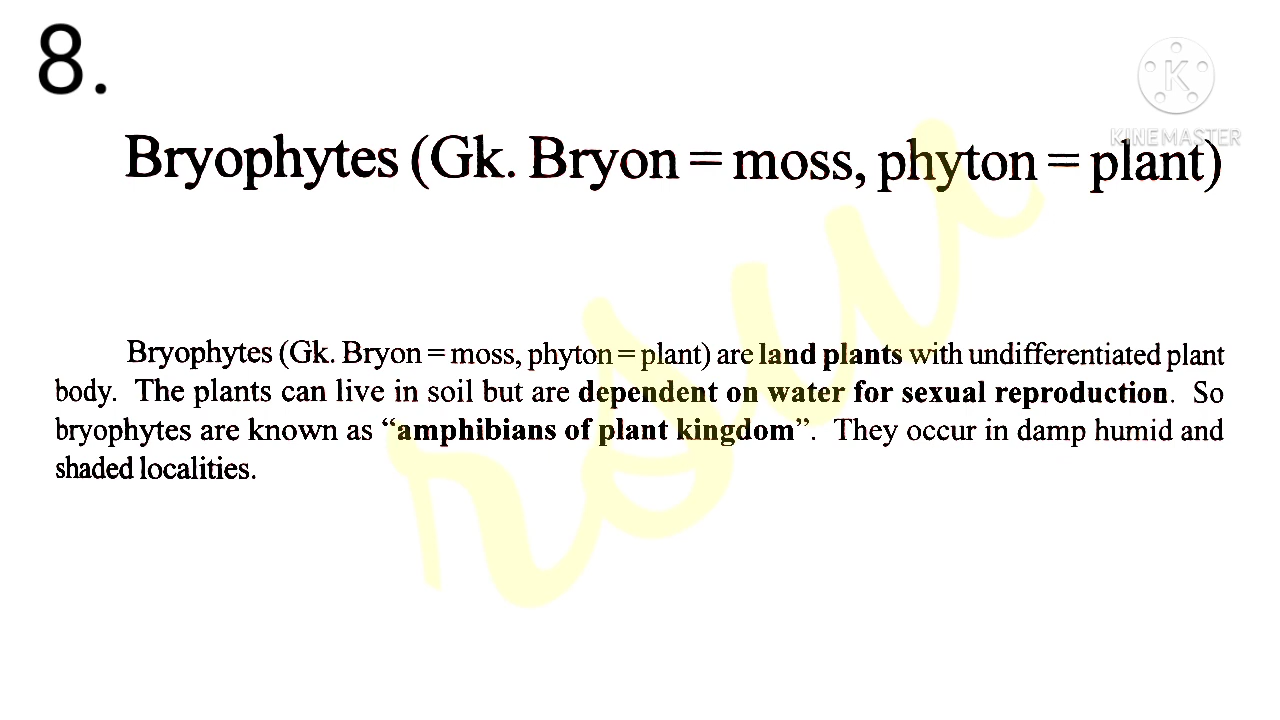 8.
KINEMASTER
Bryophytes (Gk. Bryon = moss, phyton = plant)
Bryophytes (Gk. Bryon = moss, phyton = plant) are land plants with undifferentiated plant
body. The plants can live in soil but are dependent on water for sexual reproduction. So
bryophytes are known as “amphibians of plant kingdom”. They occur in damp humid and
shaded localities.
rsu